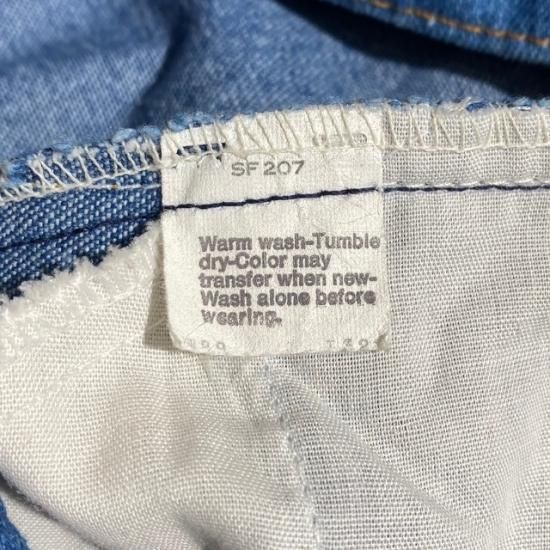 SF 207
Warm wash-Tumble
dry-Color may
transfer when new-
Wash alone before
wearing.